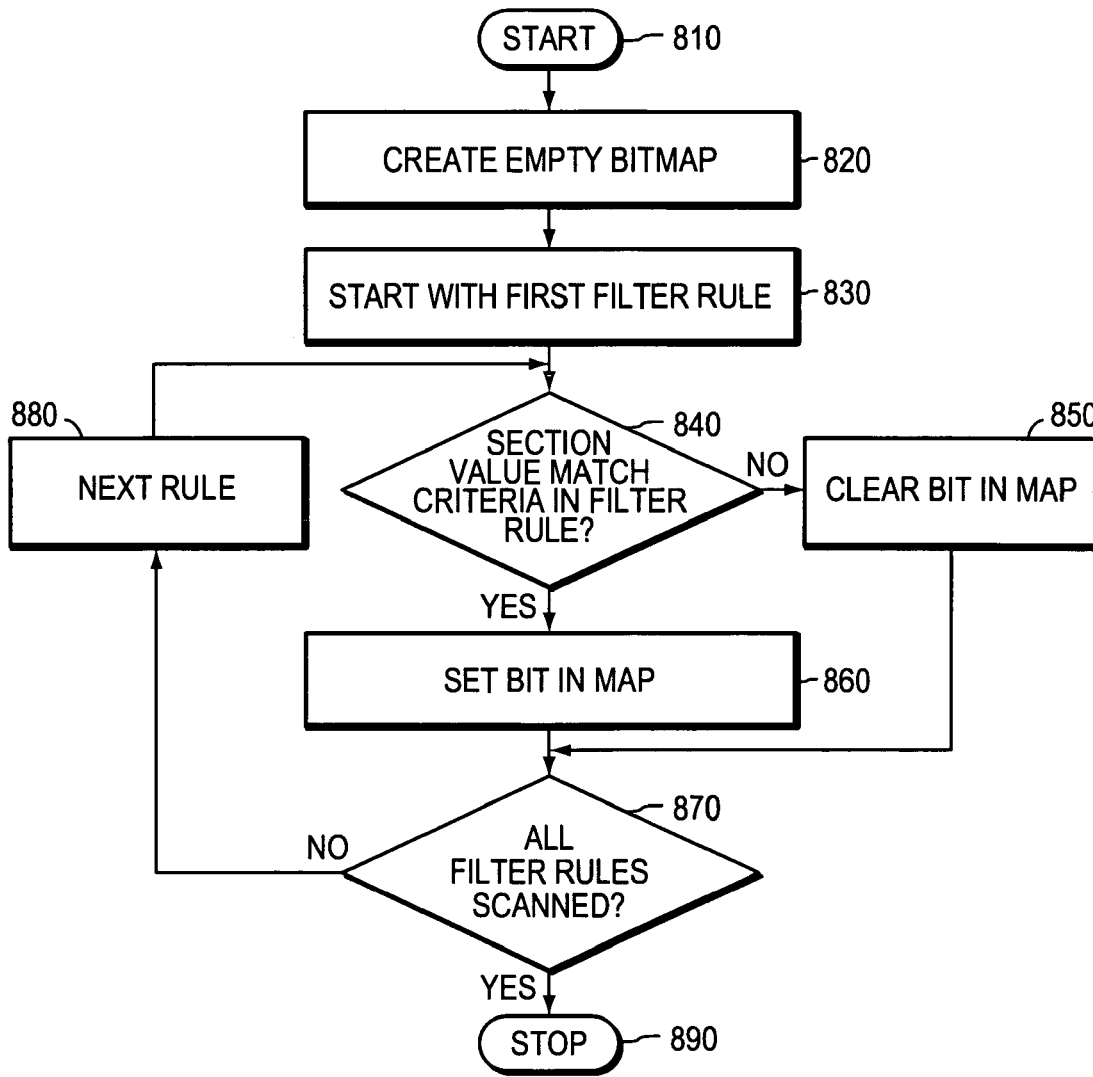 START
810
CREATE EMPTY BITMAP
820
START WITH FIRST FILTER RULE
830
880
NEXT RULE
840
SECTION
VALUE MATCH
CRITERIA IN FILTER
RULE?
NO
850
CLEAR BIT IN MAP
YES
SET BIT IN MAP
860
870
NO
ALL
FILTER RULES
SCANNED?
YES
STOP
890